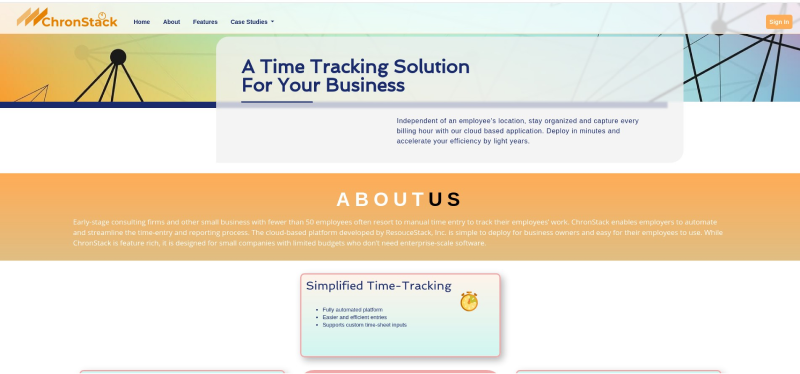 ChronStack
Home About Features Case Studies
Sign In
A Time Tracking Solution
For Your Business
Independent of an employee's location, stay organized and capture every
billing hour with our cloud based application. Deploy in minutes and
accelerate your efficiency by light years.
ABOUT US
Early-stage consulting firms and other small business with fewer than 50 employees often resort to manual time entry to track their employees' work. ChronStack enables employers to automate
and streamline the time-entry and reporting process. The cloud-based platform developed by ResouceStack, Inc. is simple to deploy for business owners and easy for their employees to use. While
ChronStack is feature rich, it is designed for small companies with limited budgets who don't need enterprise-scale software.
Simplified Time-Tracking
Fully automated platform
Easier and efficient entries
Supports custom time-sheet inputs